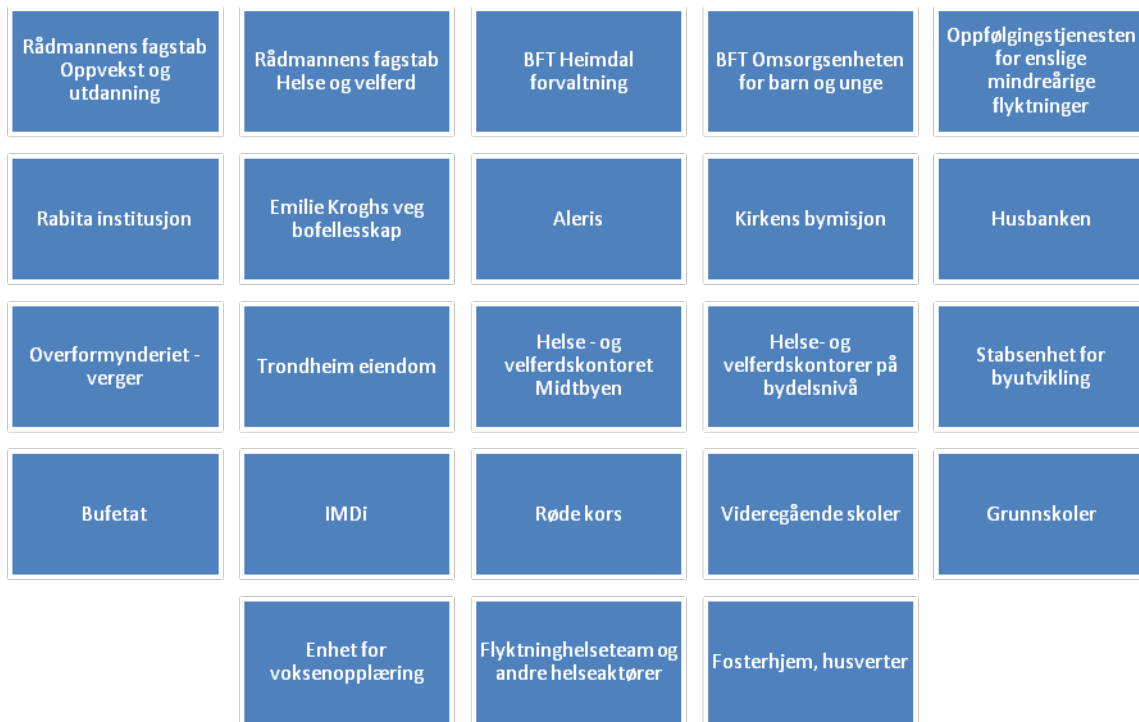 Rådmannens fagstab
Oppvekst og
utdanning
Rådmannens fagstab
Helse og velferd
BFT Heimdal
forvaltning
BFT Omsorgsenheten
for barn og unge
Oppfølgingstjenesten
for enslige
mindreårige
flyktninger
Rabita institusjon
Emilie Kroghs veg
bofellesskap
Aleris
Kirkens bymisjon
Husbanken
Overformynderiet -
verger
Trondheim eiendom
Helse - og
velferdskontoret
Midtbyen
Helse- og
velferdskontorer på
bydelsnivå
Stabsenhet for
byutvikling
Bufetat
IMDi
Røde kors
Videregående skoler
Grunnskoler
Enhet for
voksenopplæring
Flyktninghelseteam og
andre helseaktører
Fosterhjem, husverter